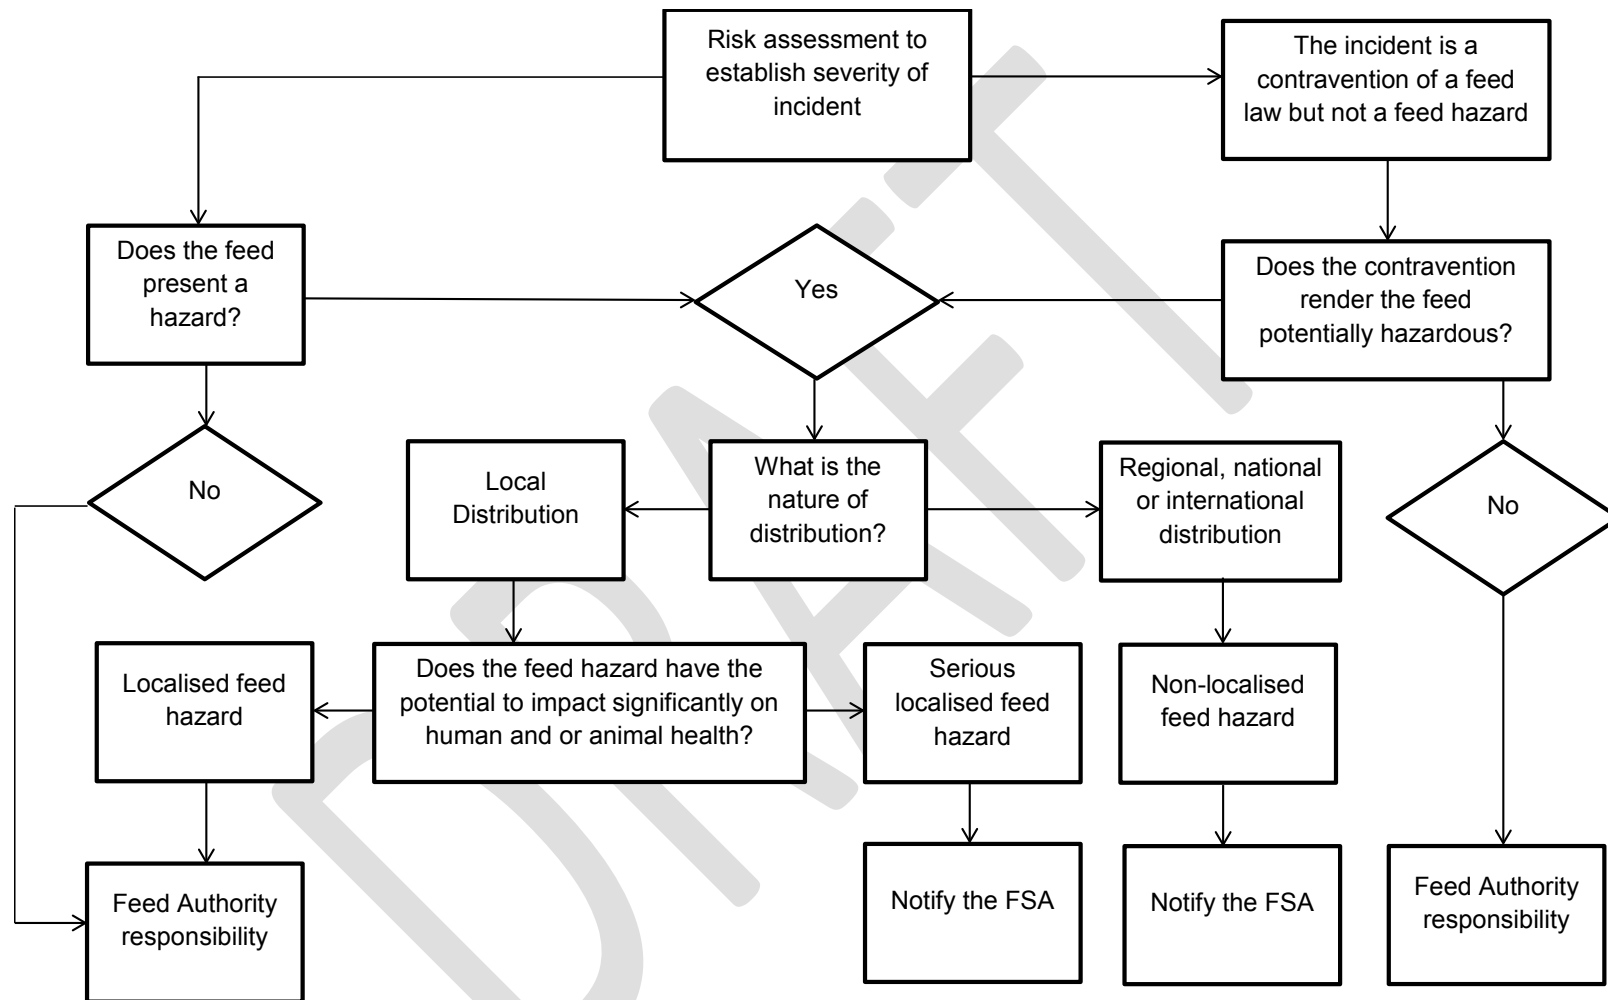 Risk assessment to
establish severity of
incident
The incident is a
contravention of a feed
law but not a feed hazard
Does the feed
present a
hazard?
Yes
Does the contravention
render the feed
potentially hazardous?
No
Local
Distribution
What is the
nature of
distribution?
Regional, national
or international
distribution
No
Localised feed
hazard
Does the feed hazard have the
potential to impact significantly on
human and or animal health?
Serious
localised feed
hazard
Non-localised
feed hazard
Feed Authority
responsibility
Notify the FSA
Notify the FSA
Feed Authority
responsibility
DRAFT